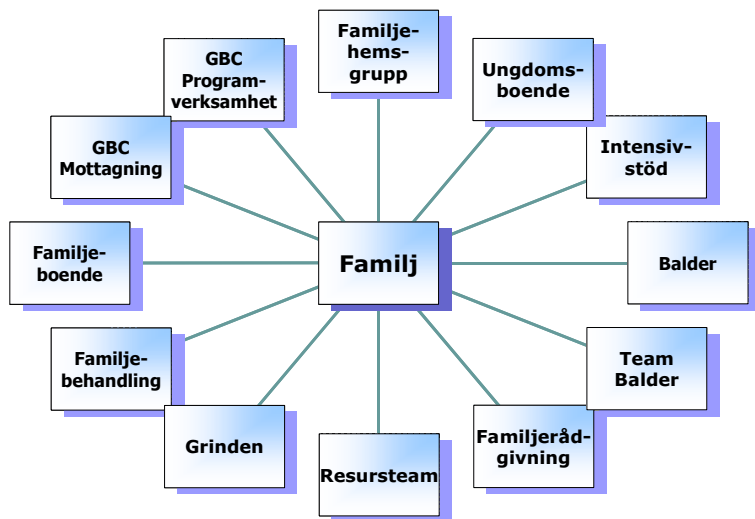 Familje-
hems-
grupp
GBC
Program-
verksamhet
Ungdoms-
boende
GBC
Mottagning
Intensiv-
stöd
Familje-
boende
Familj
Balder
Familje-
behandling
Team
Balder
Grinden
Resursteam
Familjeråd-
givning